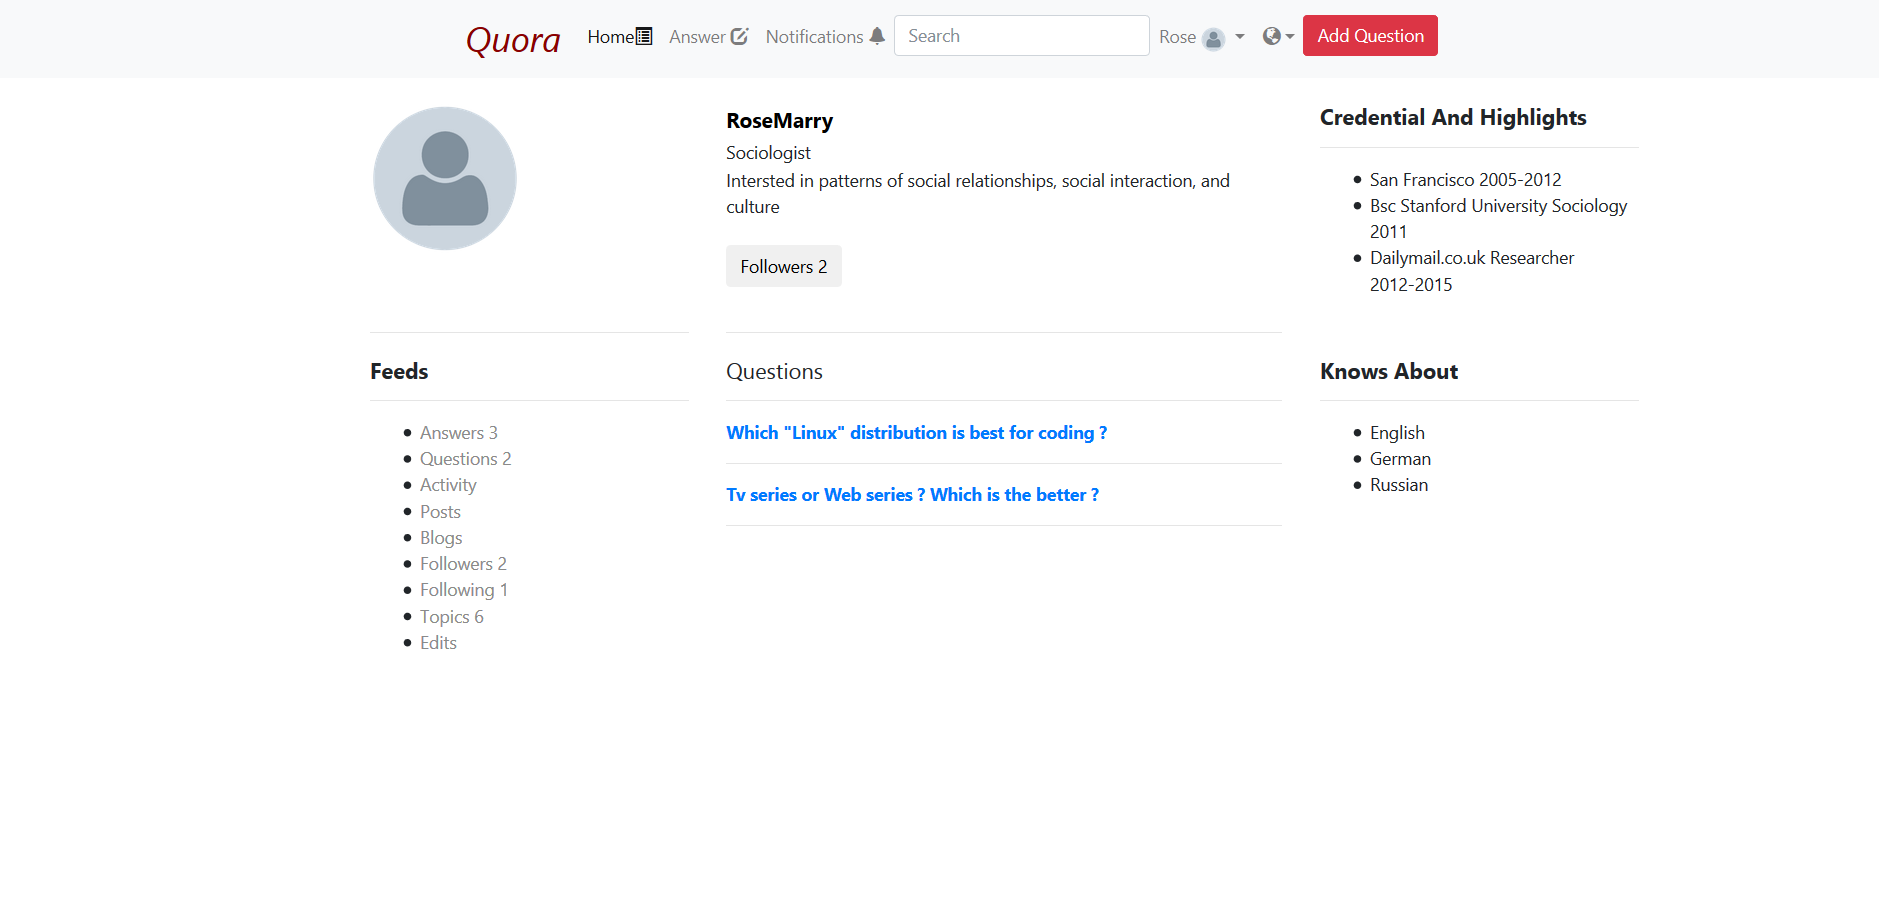 Quora Home Answer Notifications Search Rose Add Question
RoseMarry
Sociologist
Intersted in patterns of social relationships, social interaction, and
culture
Followers 2
Credential And Highlights
San Francisco 2005-2012
Bsc Stanford University Sociology
2011
Dailymail.co.uk Researcher
2012-2015
Feeds
Answers 3
Questions 2
Activity
Posts
Blogs
Followers 2
Following 1
Topics 6
Edits
Questions
Which "Linux" distribution is best for coding ?
Tv series or Web series ? Which is the better ?
Knows About
English
German
Russian